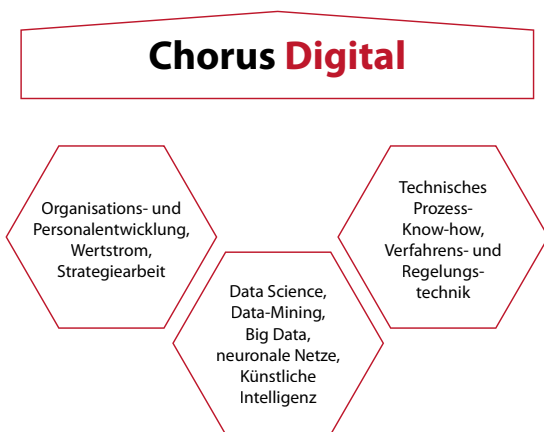 Chorus Digital
Organisations- und
Personalentwicklung,
Wertstrom,
Strategiearbeit
Data Science,
Data-Mining,
Big Data,
neuronale Netze,
Künstliche
Intelligenz
Technisches
Prozess-
Know-how,
Verfahrens- und
Regelungs-
technik